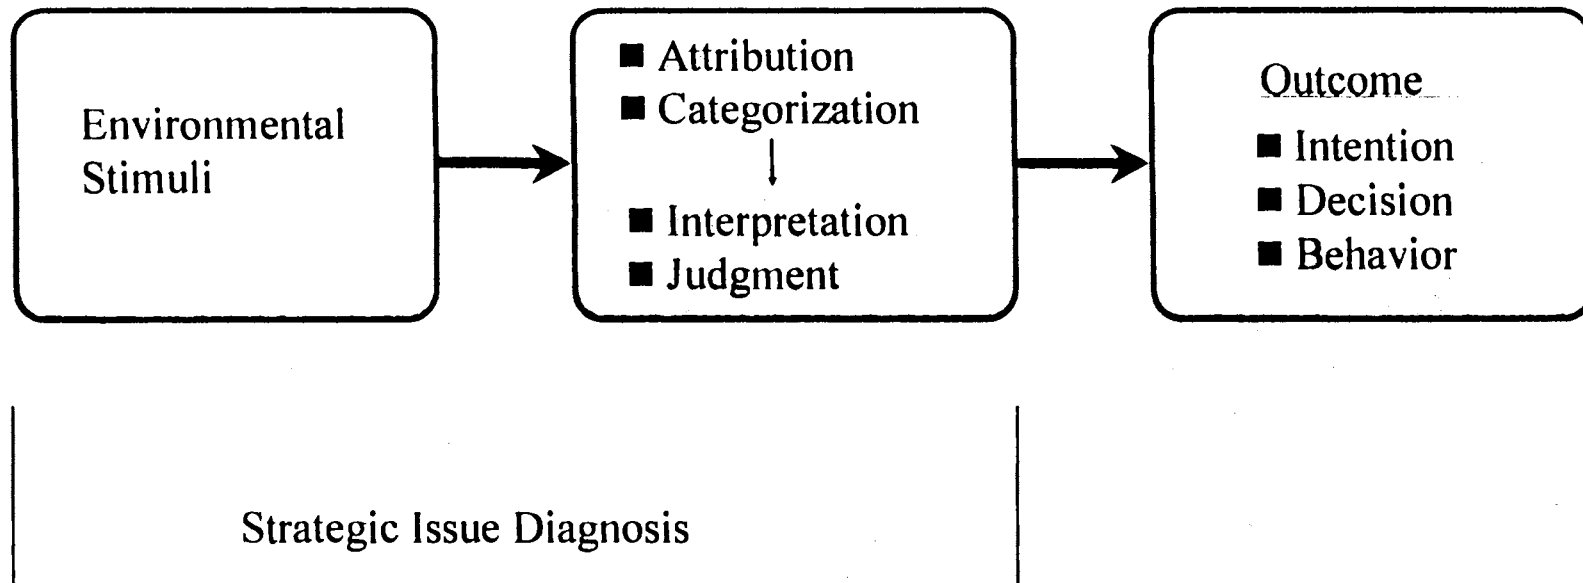 Environmental
Stimuli
■ Attribution
■ Categorization
■ Interpretation
■ Judgment
Outcome
■ Intention
■ Decision
■ Behavior
Strategic Issue Diagnosis